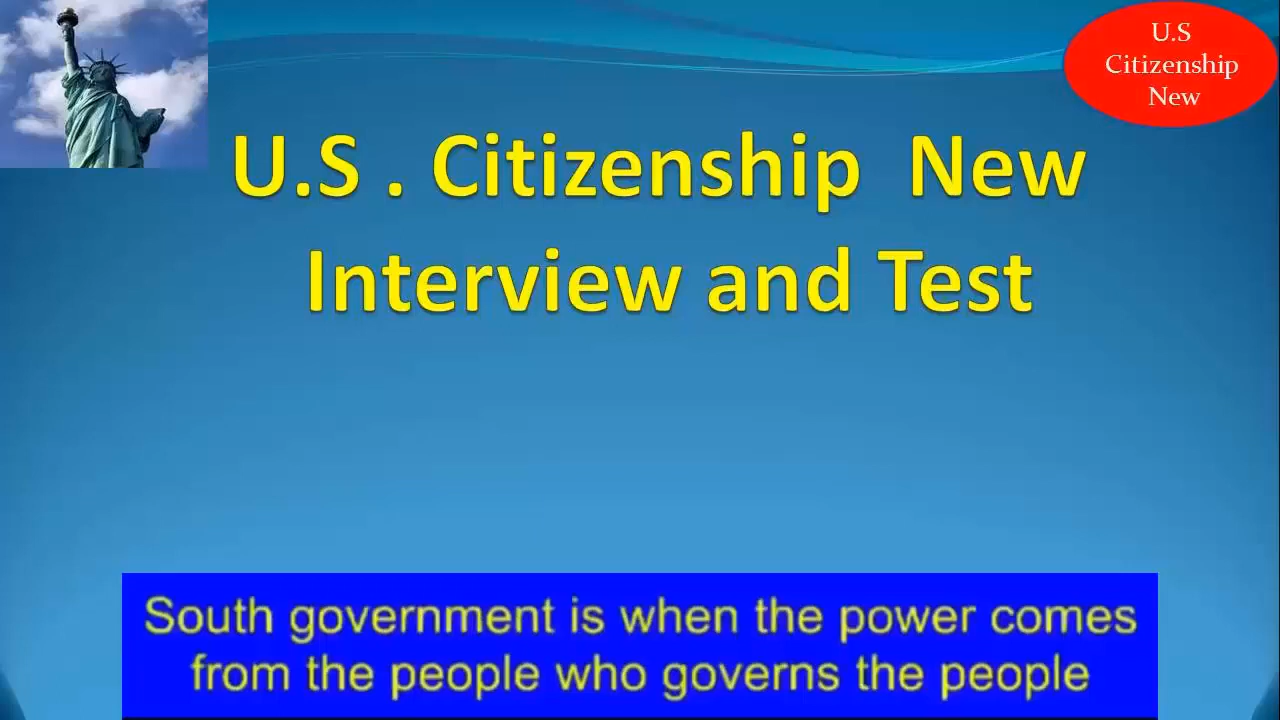 U.S
Citizenship
New
U.S . Citizenship New
Interview and Test
South government is when the power comes
from the people who governs the people